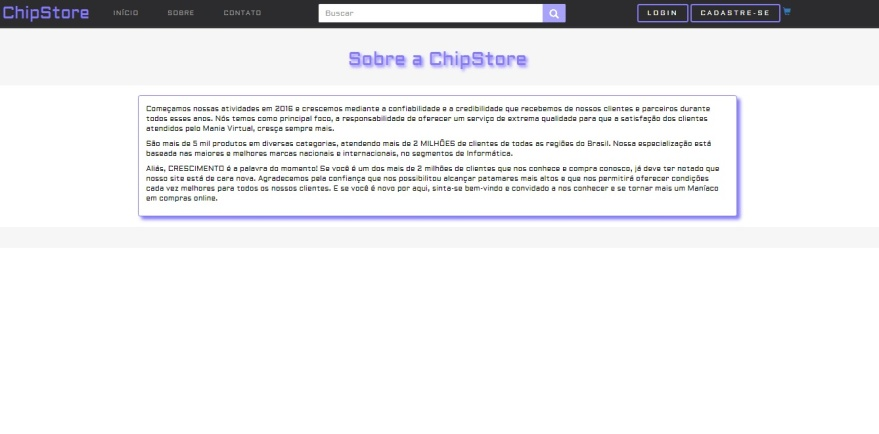 ChipStore INÍCIO SOBRE CONTATO Buscar LOGIN CADASTRE-SE
Sobre a ChipStore
Começamos nossas atividades em 2016 e crescemos mediante a confiabilidade e a credibilidade que recebemos de nossos clientes e parceiros durante
todos esses anos. Nós temos como principal foco, a responsabilidade de oferecer um serviço de extrema qualidade para que a satisfação dos clientes
atendidos pelo Mania Virtual, cresça sempre mais.
São mais de 5 mil produtos em diversas categorias, atendendo mais de 2 MILHÕES de clientes de todas as regiões do Brasil. Nossa especialização está
baseada nas maiores e melhores marcas nacionais e internacionais, no segmentos de Informática.
Aliás, CRESCIMENTO é a palavra do momento! Se você é um dos mais de 2 milhões de clientes que nos conhece e compra conosco, já deve ter notado que
nosso site está de cara nova. Agradecemos pela confiança que nos possibilitou alcançar patamares mais altos e que nos permitirá oferecer condições
cada vez melhores para todos os nossos clientes. E se você é novo por aqui, sinta-se bem-vindo e convidado a nos conhecer e se tornar mais um Maníaco
em compras online.